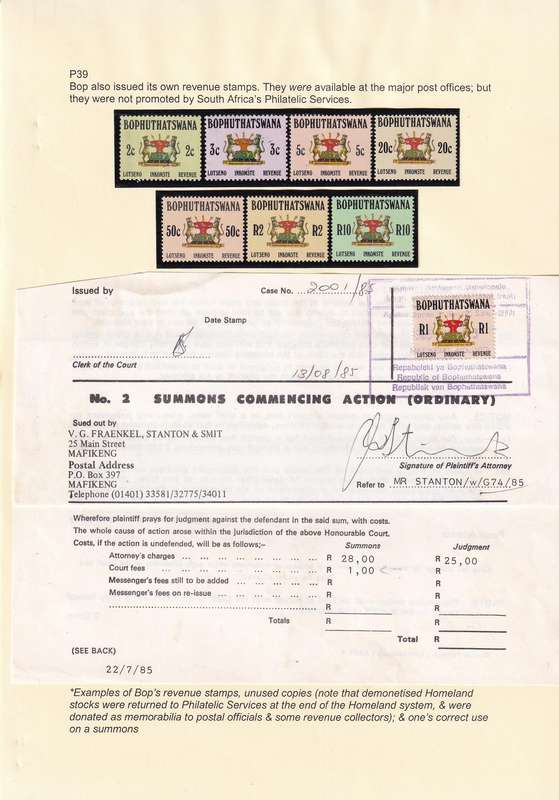 P39
Bop also issued its own revenue stamps. They were available at the major post offices; but
they were not promoted by South Africa's Philatelic Services.
BOPHUTHATSWANA
2c 2c
LOTSENO INKOMSTE REVENUE
BOPHUTHATSWANA
3c 3c
LOTSENO INKOMSTE REVENUE
BOPHUTHATSWANA
5c 5c
LOTSENO INKOMSTE REVENUE
BOPHUTHATSWANA
20c 20c
LOTSENO INKOMSTE REVENUE
BOPHUTHATSWANA
50c 50c
LOTSENO INKOMSTE REVENUE
BOPHUTHATSWANA
R2 R2
LOTSENO INKOMSTE REVENUE
BOPHUTHATSWANA
R10 R10
LOTSENO INKOMSTE REVENUE
Issued by
Case No. 2001/85
BOPHUTHATSWANA
R1 R1
LOTSENO INKOMSTE REVENUE
Date Stamp
Clerk of the Court
13/08/85
Repaboleki ya Bophuthatswana
Republic of Bophuthatswana
Republiek van Bophuthatswana
No. 2 SUMMONS COMMENCING ACTION (ORDINARY)
Sued out by
V. G. FRAENKEL, STANTON & SMIT
25 Main Street
MAFIKENG
Postal Address
P.O. Box 397
MAFIKENG
Telephone (01401) 33581/32775/34011
Signature of Plaintiff's Attorney
Refer to MR STANTON/w/G74/85
Wherefore plaintiff prays for judgment against the defendant in the said sum, with costs.
The whole cause of action arose within the jurisdiction of the above Honourable Court.
Costs, if the action is undefended, will be as follows;–
Summons Judgment
Attorney's charges R 28,00 R 25,00
Court fees R 1,00 R
Messenger's fees still to be added R R
Messenger's fees on re-issue R R
R R
Totals R R
Total R
(SEE BACK)
22/7/85
*Examples of Bop's revenue stamps, unused copies (note that demonetised Homeland
stocks were returned to Philatelic Services at the end of the Homeland system, & were
donated as memorabilia to postal officials & some revenue collectors); & one's correct use
on a summons